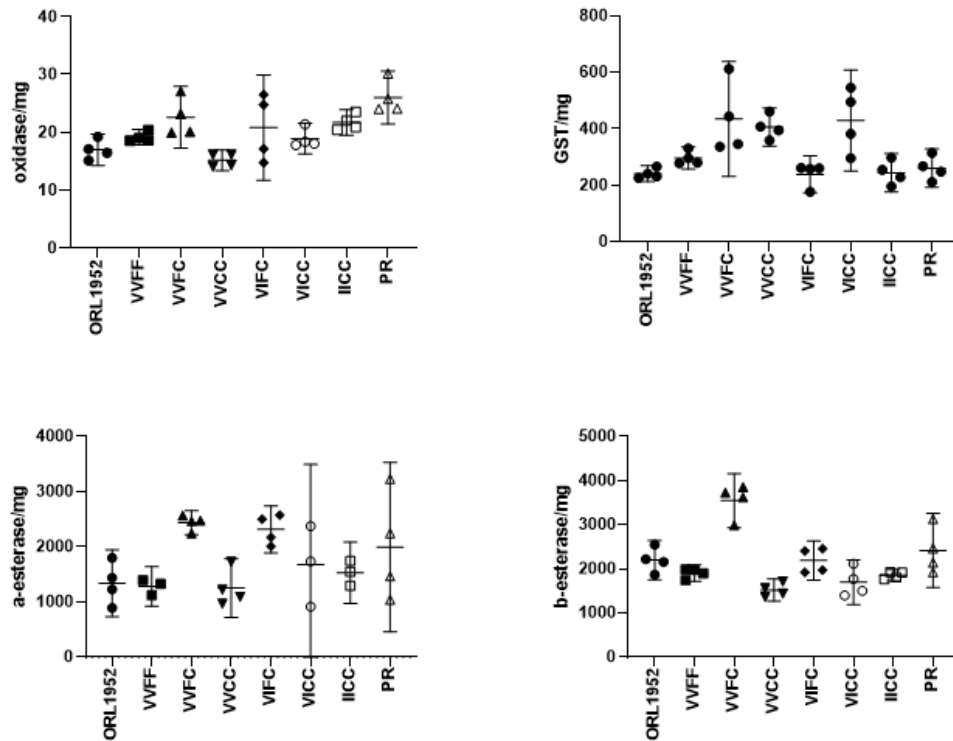 oxidase/mg
40
30
20
10
0
ORL1952
VVFF
VVFC
VVCC
VIFC
VICC
IICC
PR
GST/mg
800
600
400
200
0
ORL1952
VVFF
VVFC
VVCC
VIFC
VICC
IICC
PR
a-esterase/mg
4000
3000
2000
1000
0
ORL1952
VVFF
VVFC
VVCC
VIFC
VICC
IICC
PR
b-esterase/mg
5000
4000
3000
2000
1000
0
ORL1952
VVFF
VVFC
VVCC
VIFC
VICC
IICC
PR